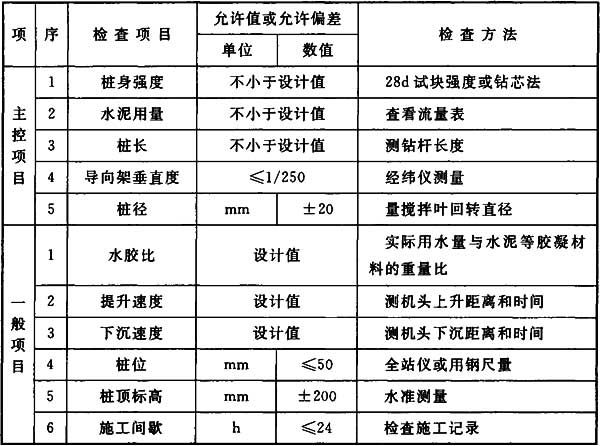 项 序 检查项目 允许值或允许偏差 检查方法
单位 数值
主控项目
1 桩身强度 不小于设计值 28d试块强度或钻芯法
2 水泥用量 不小于设计值 查看流量表
3 桩长 不小于设计值 测钻杆长度
4 导向架垂直度 ≤1/250 经纬仪测量
5 桩径 mm ±20 量搅拌叶回转直径
一般项目
1 水胶比 设计值 实际用水量与水泥等胶凝材
料的重量比
2 提升速度 设计值 测机头上升距离和时间
3 下沉速度 设计值 测机头下沉距离和时间
4 桩位 mm ≤50 全站仪或用钢尺量
5 桩顶标高 mm ±200 水准测量
6 施工间歇 h ≤24 检查施工记录